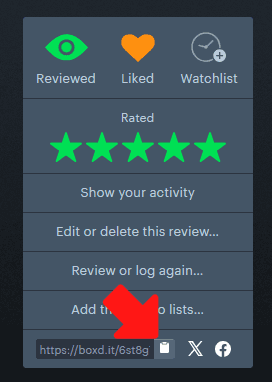 Reviewed Liked Watchlist
Rated
Show your activity
Edit or delete this review...
Review or log again...
Add th o lists...
https://boxd.it/6st8g